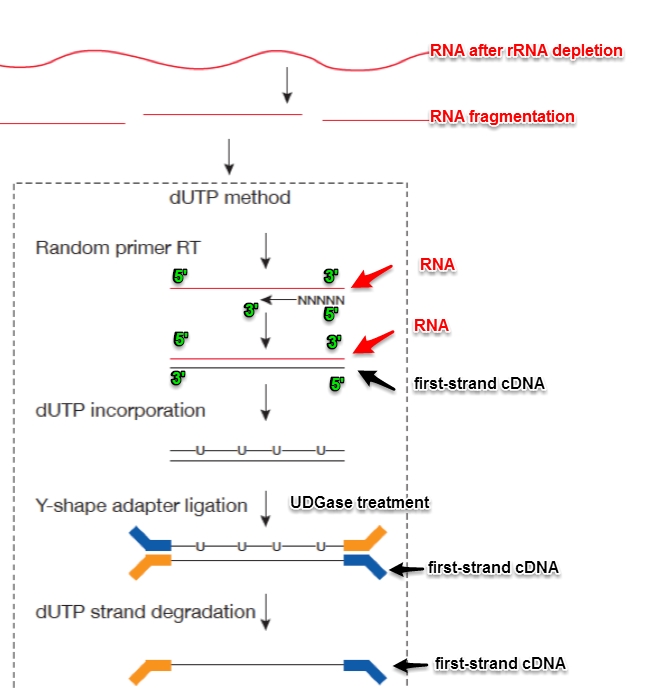 RNA after rRNA depletion
RNA fragmentation
dUTP method
Random primer RT
RNA
5' 3'
3' NNNNN
5'
RNA
5' 3'
3' 5'
first-strand cDNA
dUTP incorporation
U U U U
Y-shape adapter ligation UDGase treatment
U U U U
first-strand cDNA
dUTP strand degradation
first-strand cDNA